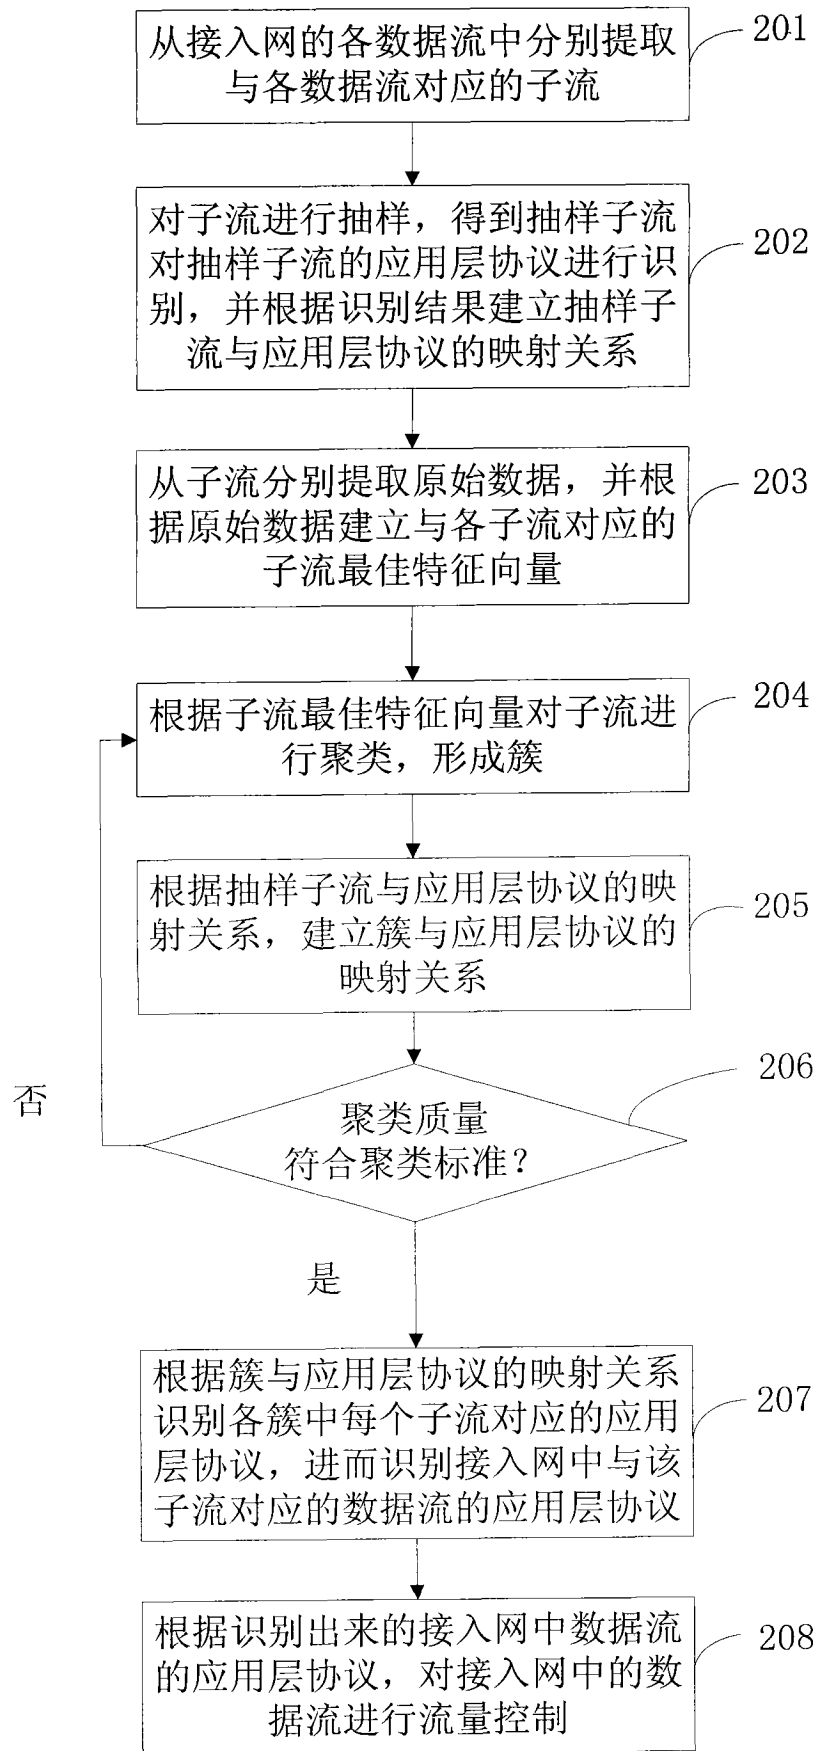 从接入网的各数据流中分别提取
与各数据流对应的子流
201
对子流进行抽样，得到抽样子流
对抽样子流的应用层协议进行识
别，并根据识别结果建立抽样子
流与应用层协议的映射关系
202
从子流分别提取原始数据，并根
据原始数据建立与各子流对应的
子流最佳特征向量
203
根据子流最佳特征向量对子流进
行聚类，形成簇
204
根据抽样子流与应用层协议的映
射关系，建立簇与应用层协议的
映射关系
205
聚类质量
符合聚类标准？
206
否
是
根据簇与应用层协议的映射关系
识别各簇中每个子流对应的应用
层协议，进而识别接入网中与该
子流对应的数据流的应用层协议
207
根据识别出来的接入网中数据流
的应用层协议，对接入网中的数
据流进行流量控制
208